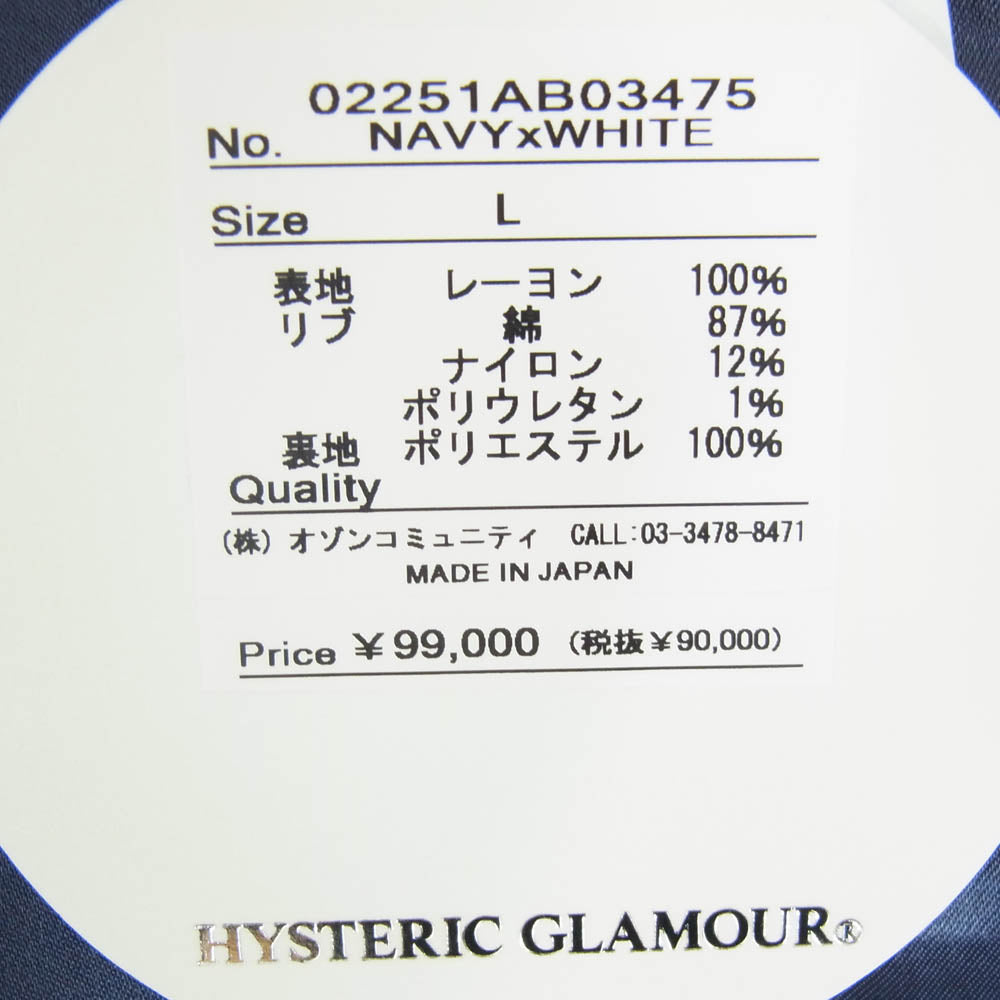 02251AB03475
No. NAVYxWHITE
Size L
表地 レーヨン 100%
リブ 綿 87%
ナイロン 12%
ポリウレタン 1%
裏地 ポリエステル 100%
Quality
(株) オゾンコミュニティ CALL:03-3478-8471
MADE IN JAPAN
Price ¥99,000 (税抜¥90,000)
HYSTERIC GLAMOUR®